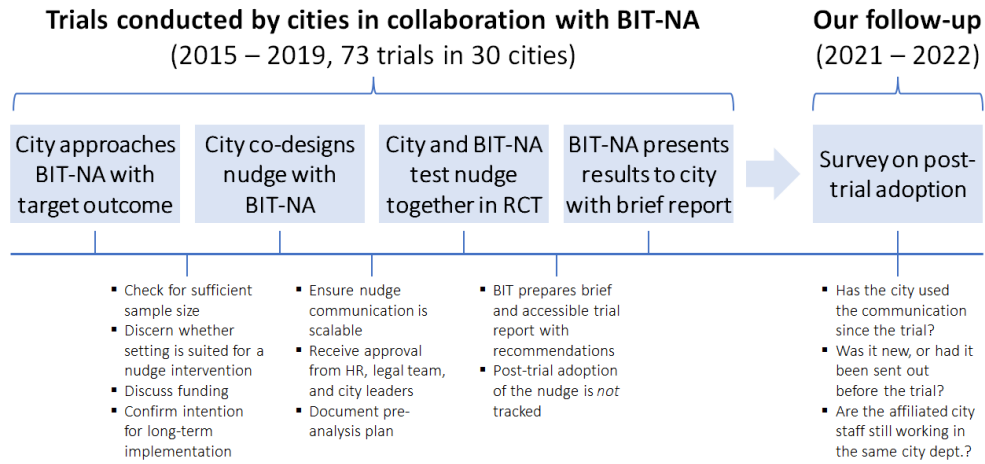 Trials conducted by cities in collaboration with BIT-NA
(2015 – 2019, 73 trials in 30 cities)
Our follow-up
(2021 – 2022)
City approaches
BIT-NA with
target outcome
City co-designs
nudge with
BIT-NA
City and BIT-NA
test nudge
together in RCT
BIT-NA presents
results to city
with brief report
Survey on post-
trial adoption
▪ Check for sufficient
sample size
▪ Discern whether
setting is suited for a
nudge intervention
▪ Discuss funding
▪ Confirm intention
for long-term
implementation
▪ Ensure nudge
communication is
scalable
▪ Receive approval
from HR, legal team,
and city leaders
▪ Document pre-
analysis plan
▪ BIT prepares brief
and accessible trial
report with
recommendations
▪ Post-trial adoption
of the nudge is not
tracked
▪ Has the city used
the communication
since the trial?
▪ Was it new, or had it
been sent out
before the trial?
▪ Are the affiliated city
staff still working in
the same city dept.?